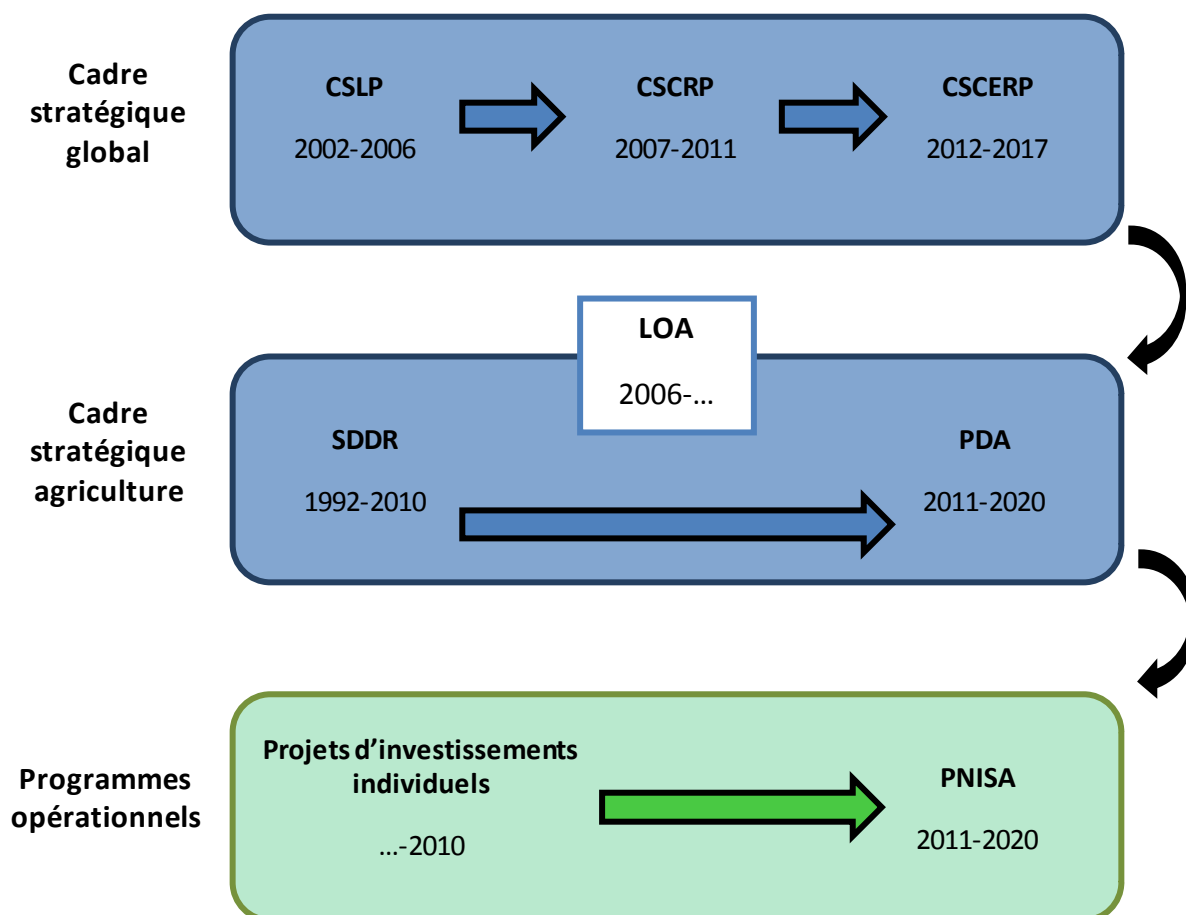 Cadre
stratégique
global
CSLP
2002-2006
CSCRP
2007-2011
CSCERP
2012-2017
Cadre
stratégique
agriculture
LOA
2006-...
SDDR
1992-2010
PDA
2011-2020
Programmes
opérationnels
Projets d’investissements
individuels
...-2010
PNISA
2011-2020